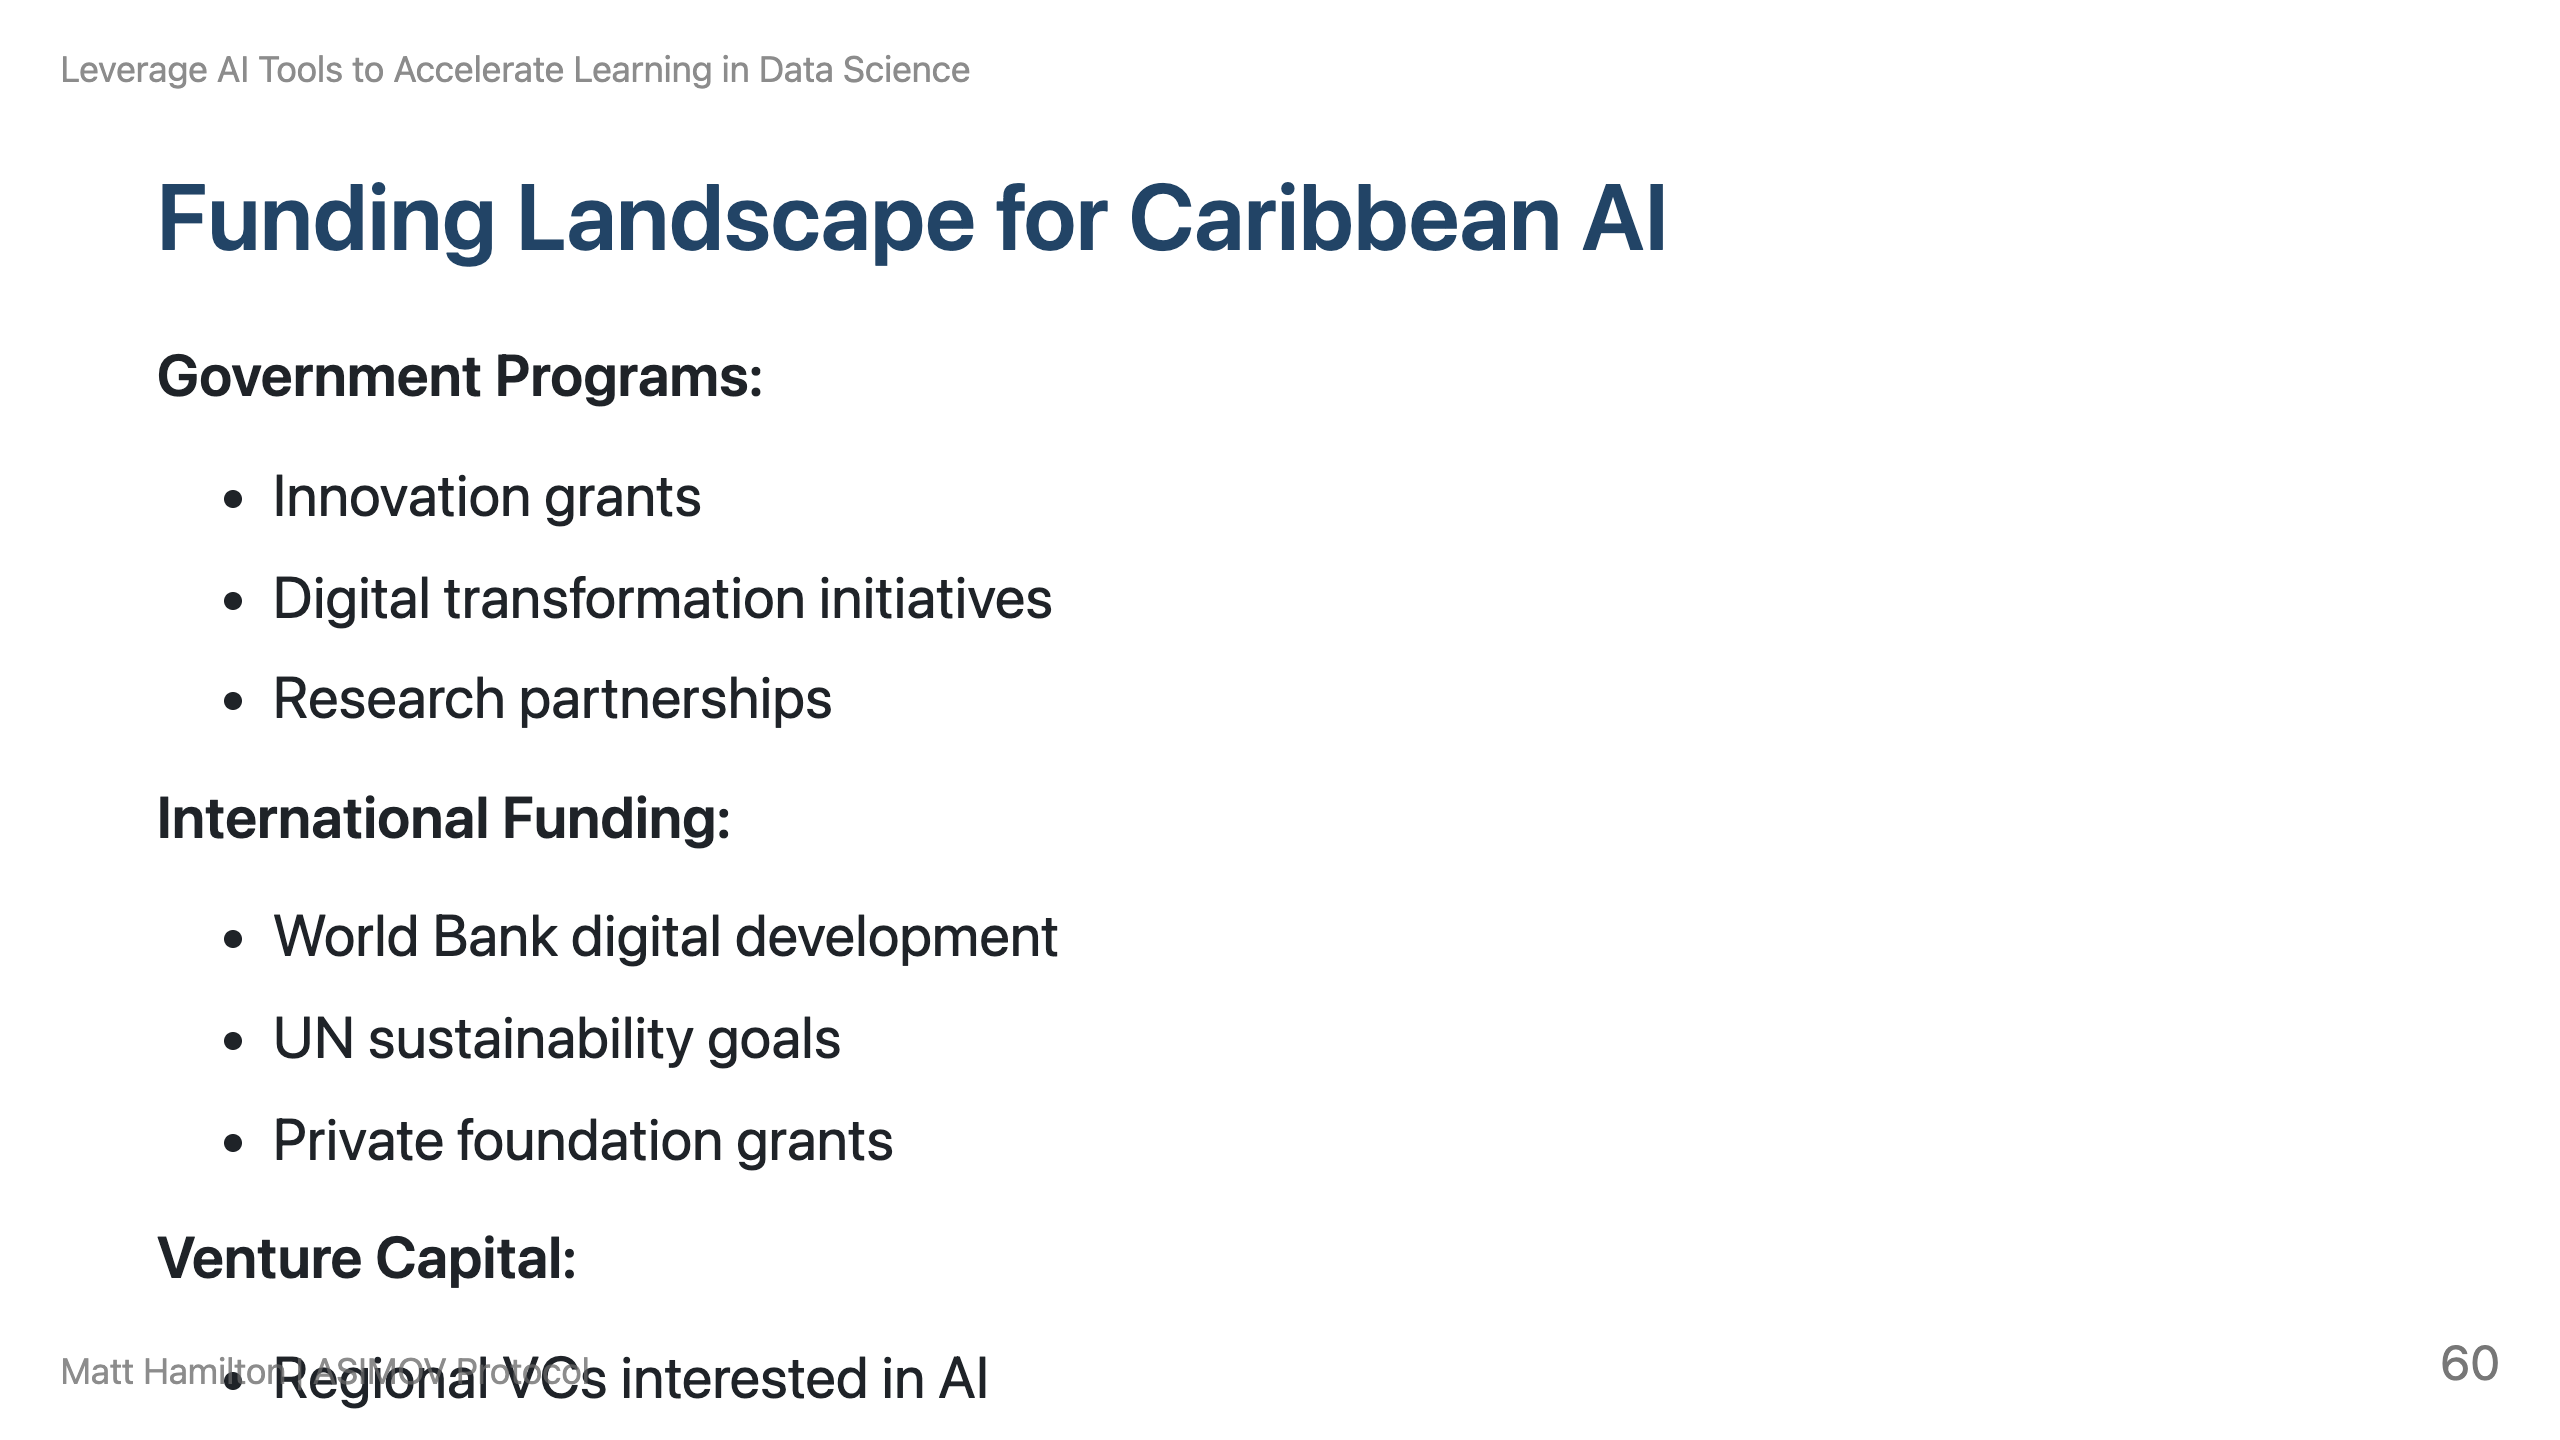 Leverage AI Tools to Accelerate Learning in Data Science
Funding Landscape for Caribbean AI
Government Programs:
• Innovation grants
• Digital transformation initiatives
• Research partnerships
International Funding:
• World Bank digital development
• UN sustainability goals
• Private foundation grants
Venture Capital:
• Regional VCs interested in AI
Matt Hamilton | ASIMOV Protocol
60